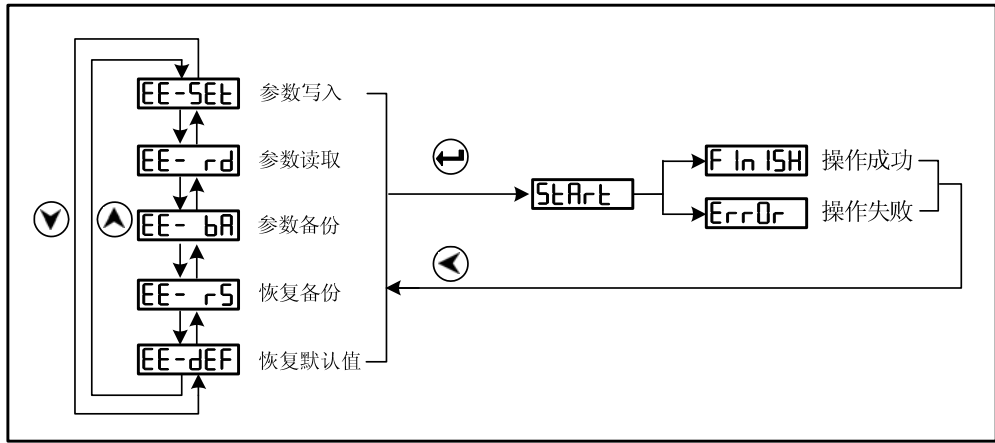 EE-SEt 参数写入
EE- rd 参数读取
EE- bA 参数备份
EE- rS 恢复备份
EE-dEF 恢复默认值
StArt
FInISH 操作成功
ErrOr 操作失败